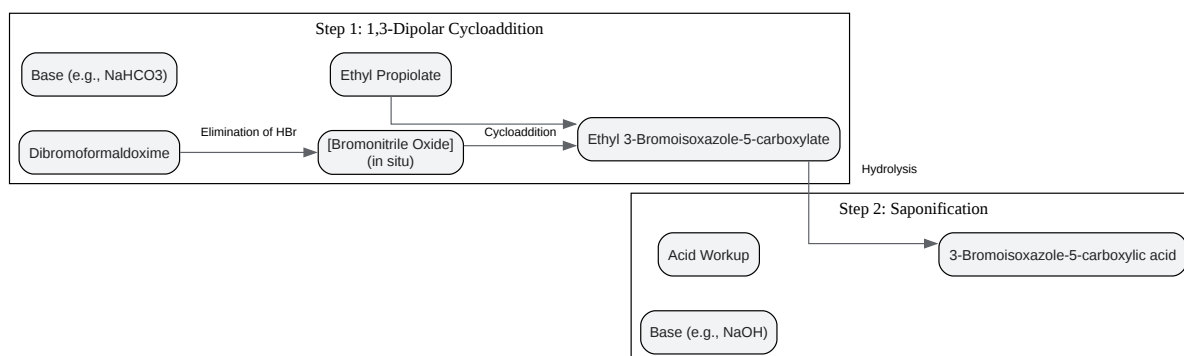 Step 1: 1,3-Dipolar Cycloaddition
Base (e.g., NaHCO3)
Ethyl Propiolate
Dibromoformaldoxime
Elimination of HBr
[Bromonitrile Oxide]
(in situ)
Cycloaddition
Ethyl 3-Bromoisoxazole-5-carboxylate
Hydrolysis
Step 2: Saponification
Acid Workup
3-Bromoisoxazole-5-carboxylic acid
Base (e.g., NaOH)